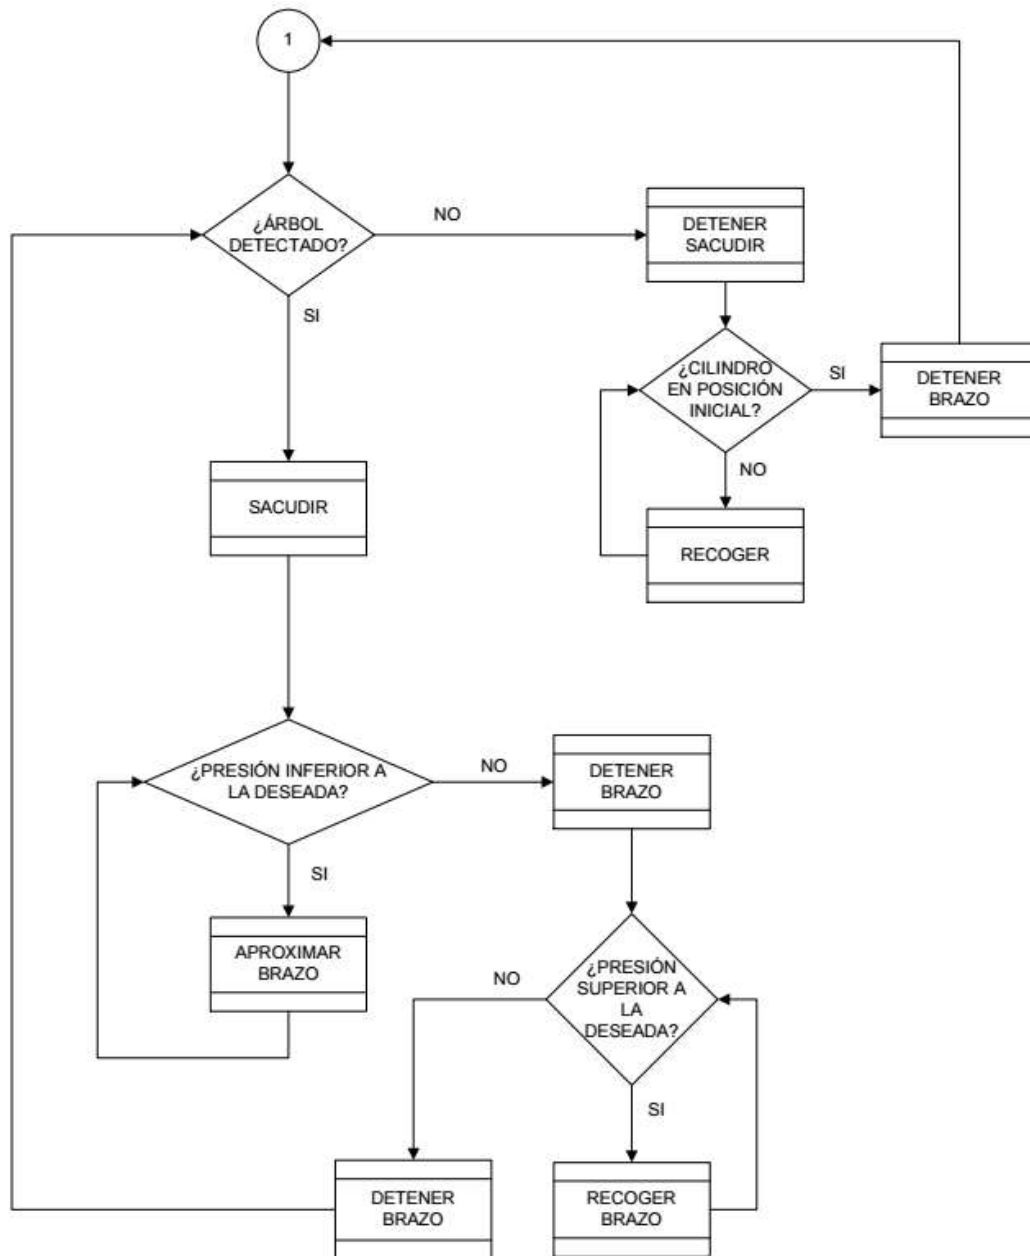 1
¿ÁRBOL
DETECTADO?
NO
SI
DETENER
SACUDIR
¿CILINDRO
EN POSICIÓN
INICIAL?
SI
DETENER
BRAZO
NO
RECOGER
SACUDIR
¿PRESIÓN INFERIOR A
LA DESEADA?
NO
DETENER
BRAZO
SI
APROXIMAR
BRAZO
¿PRESIÓN
SUPERIOR A
LA
DESEADA?
NO
SI
DETENER
BRAZO
RECOGER
BRAZO